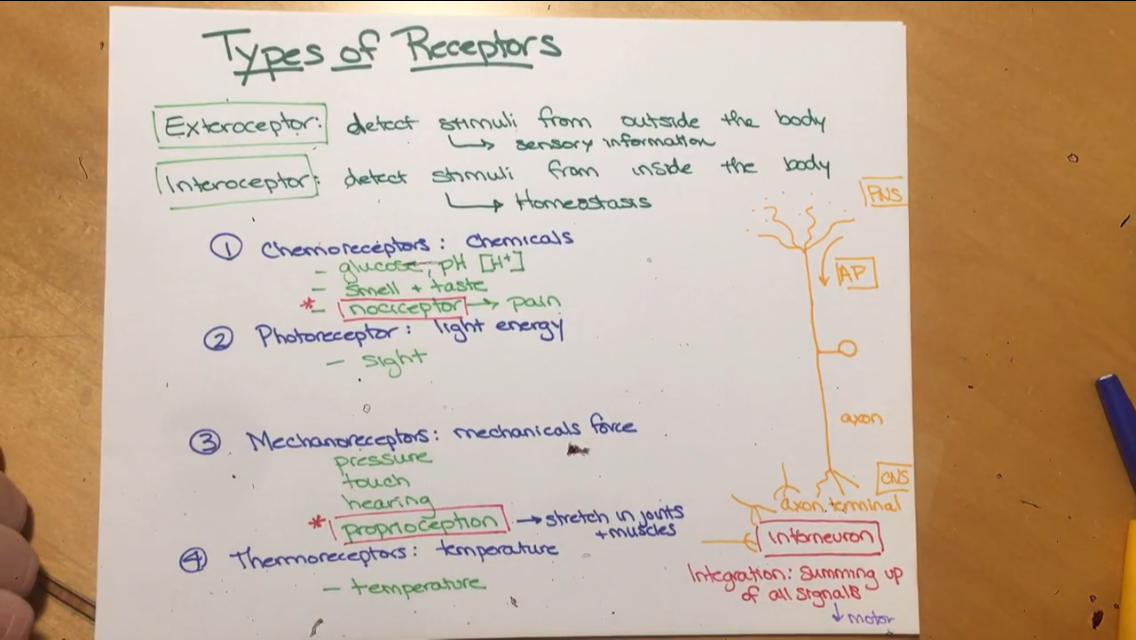 Types of Receptors
Exteroceptor: detect stimuli from outside the body
↳ sensory information
Interoceptor: detect stimuli from inside the body
↳ Homeostasis
① Chemoreceptors: chemicals
- glucose, pH [H⁺]
- smell + taste
*- nociceptor → pain
② Photoreceptor: light energy
- sight
③ Mechanoreceptors: mechanicals force
pressure
touch
hearing
* proprioception → stretch in joints
+ muscles
④ Thermoreceptors: temperature
- temperature
PNS
AP
axon
CNS
axon terminal
Interneuron
Integration: summing up
of all signals
↓ motor